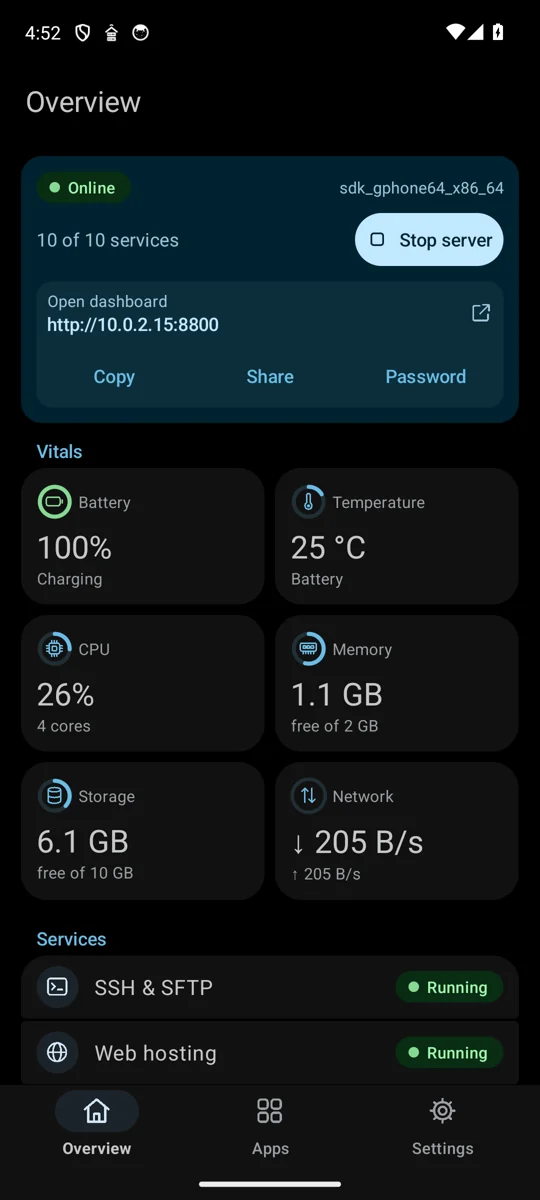 4:52
Overview
Online
sdk_gphone64_x86_64
10 of 10 services
Stop server
Open dashboard
http://10.0.2.15:8800
Copy
Share
Password
Vitals
Battery
100%
Charging
Temperature
25 °C
Battery
CPU
26%
4 cores
Memory
1.1 GB
free of 2 GB
Storage
6.1 GB
free of 10 GB
Network
↓ 205 B/s
↑ 205 B/s
Services
SSH & SFTP
Running
Web hosting
Running
Overview
Apps
Settings